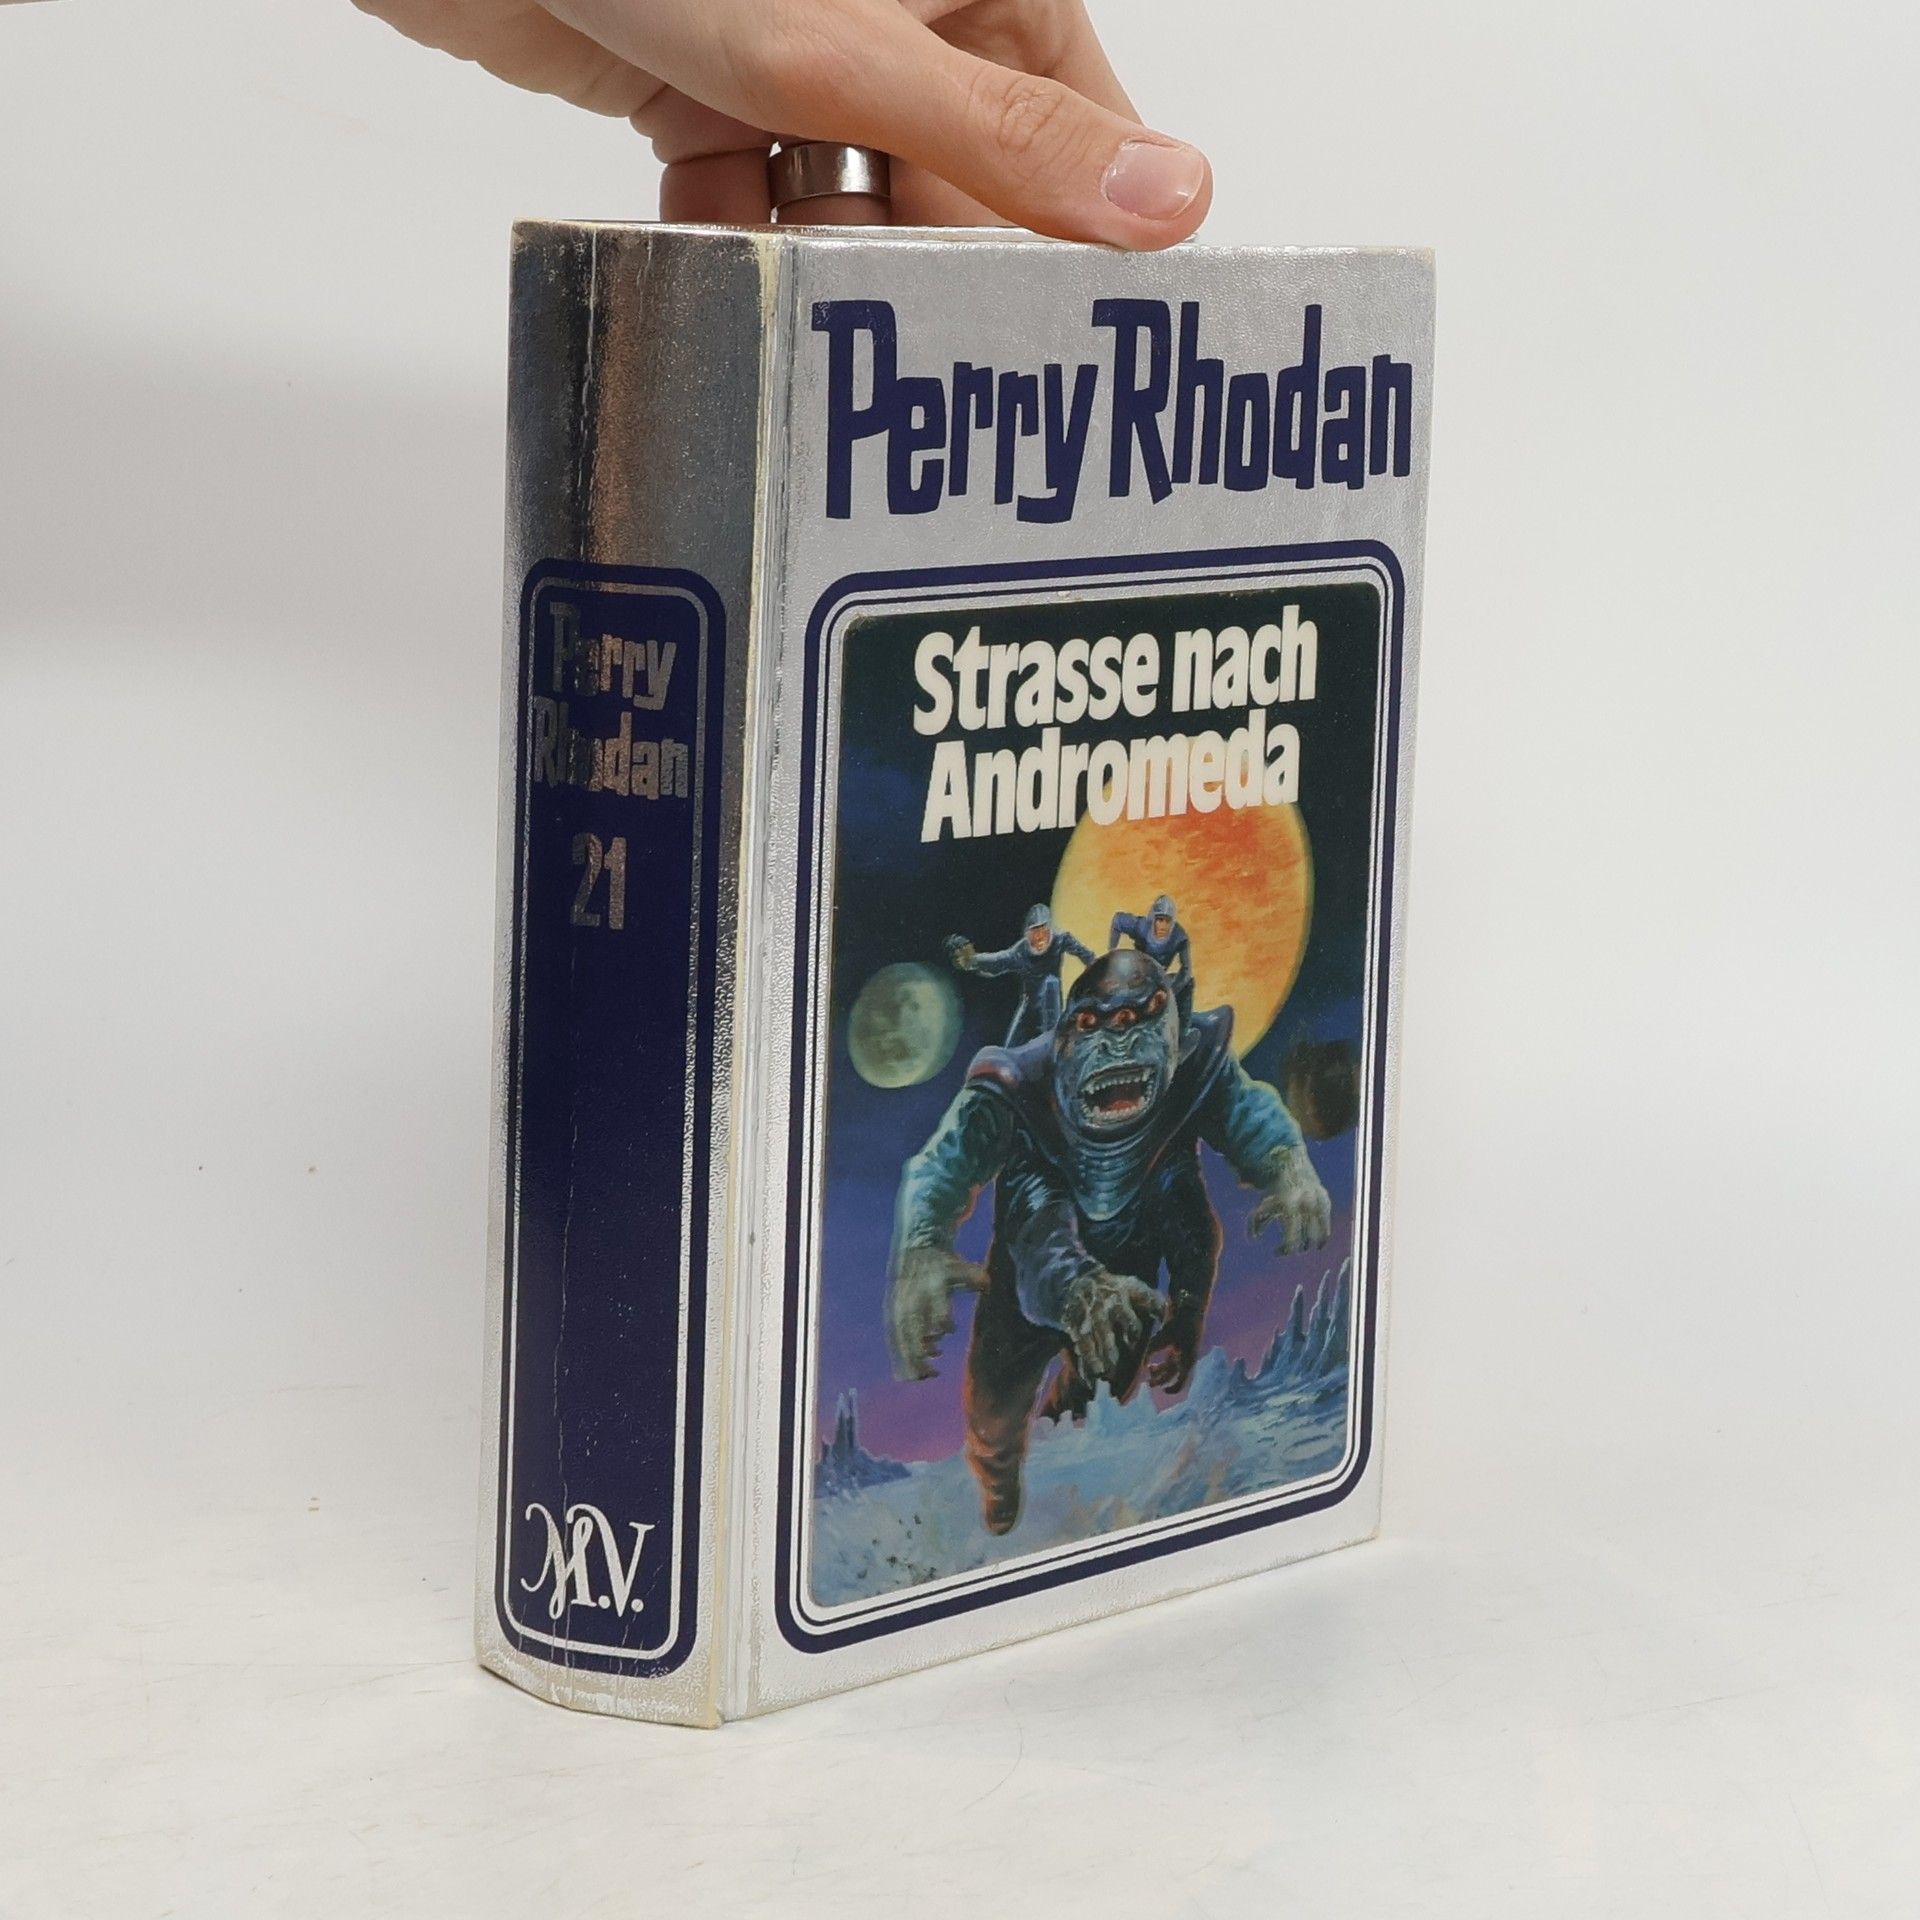 Perry Rhodan
Strasse nach
Andromeda
Perry
Rhodan
21
M.V.